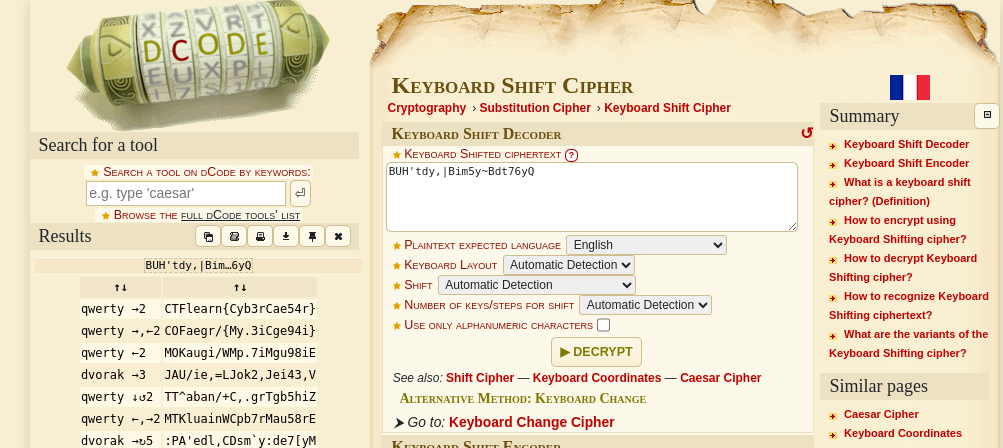 X Z C V R T
D C O D E
E U X P L
Search for a tool
★ Search a tool on dCode by keywords:
e.g. type 'caesar'
★ Browse the full dCode tools' list
Results
BUH'tdy,|Bim…6yQ
↑↓ ↑↓
qwerty →2 CTFlearn{Cyb3rCae54r}
qwerty →,←2 COFaegr/{My.3iCge94i}
qwerty ←2 MOKaugi/WMp.7iMgu98iE
dvorak →3 JAU/ie,=LJok2,Jei43,V
qwerty ↓↺2 TT^aban/+C,.grTgb5hiZ
qwerty ←,→2 MTKluainWCpb7rMau58rE
dvorak →↻5 :PA'edl,CDsm`y:de7[yM
Keyboard Shift Cipher
Cryptography › Substitution Cipher › Keyboard Shift Cipher
Keyboard Shift Decoder
★ Keyboard Shifted ciphertext ?
BUH'tdy,|Bim5y~Bdt76yQ
★ Plaintext expected language English
★ Keyboard Layout Automatic Detection
★ Shift Automatic Detection
★ Number of keys/steps for shift Automatic Detection
★ Use only alphanumeric characters
▶ DECRYPT
See also: Shift Cipher — Keyboard Coordinates — Caesar Cipher
Alternative Method: Keyboard Change
➤ Go to: Keyboard Change Cipher
Keyboard Shift Encoder
Summary
Keyboard Shift Decoder
Keyboard Shift Encoder
What is a keyboard shift
cipher? (Definition)
How to encrypt using
Keyboard Shifting cipher?
How to decrypt Keyboard
Shifting cipher?
How to recognize Keyboard
Shifting ciphertext?
What are the variants of the
Keyboard Shifting cipher?
Similar pages
Caesar Cipher
Keyboard Coordinates